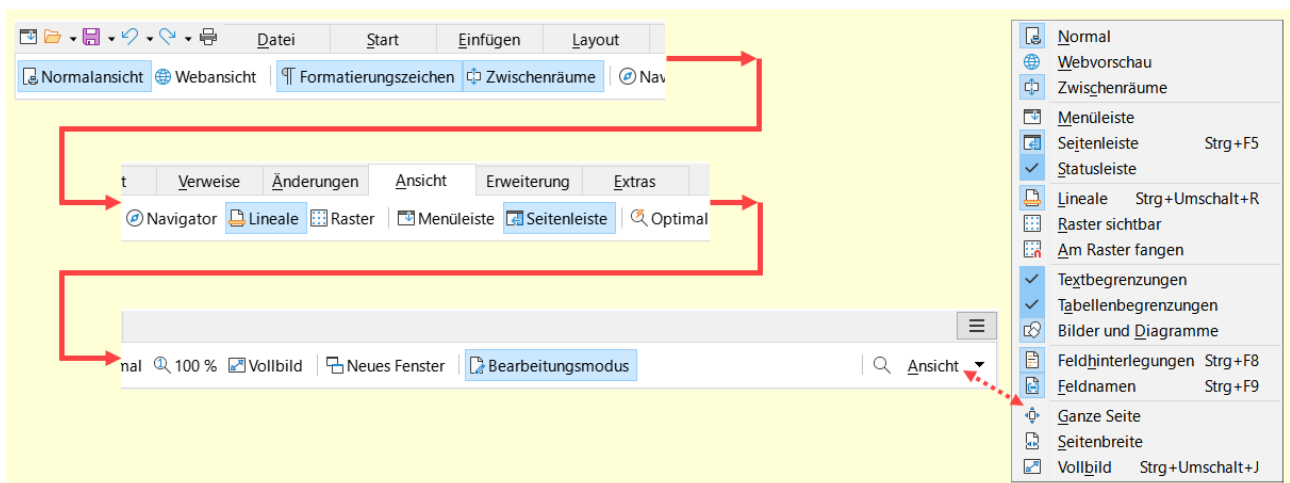 Datei Start Einfügen Layout
Normalansicht Webansicht Formatierungszeichen Zwischenräume Nav
t Verweise Änderungen Ansicht Erweiterung Extras
Navigator Lineale Raster Menüleiste Seitenleiste Optimal
mal 100 % Vollbild Neues Fenster Bearbeitungsmodus Ansicht
Normal
Webvorschau
Zwischenräume
Menüleiste
Seitenleiste Strg+F5
Statusleiste
Lineale Strg+Umschalt+R
Raster sichtbar
Am Raster fangen
Textbegrenzungen
Tabellenbegrenzungen
Bilder und Diagramme
Feldhinterlegungen Strg+F8
Feldnamen Strg+F9
Ganze Seite
Seitenbreite
Vollbild Strg+Umschalt+J